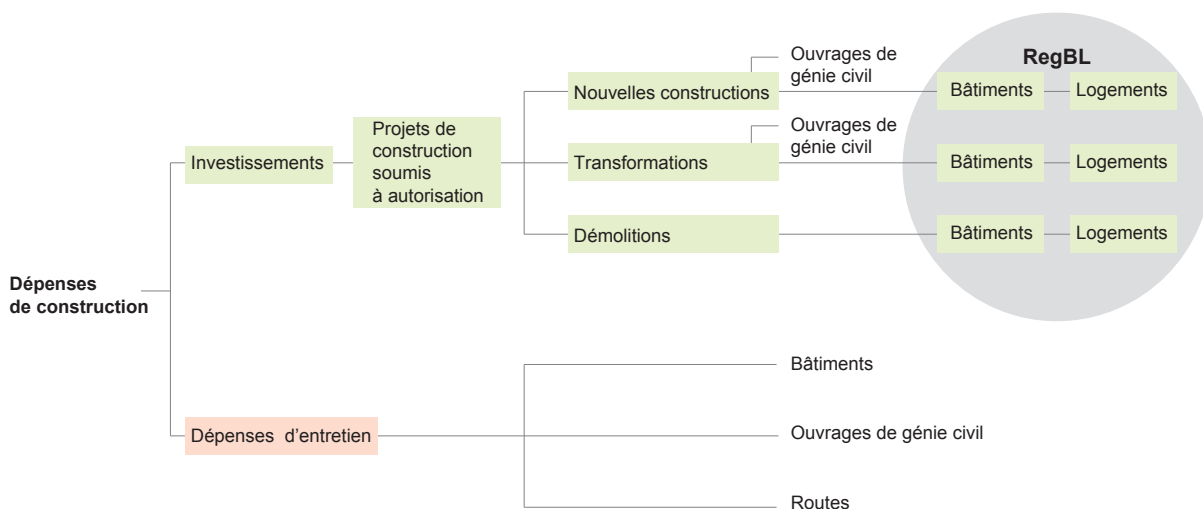 Ouvrages de
génie civil
RegBL
Nouvelles constructions
Bâtiments
Logements
Ouvrages de
génie civil
Projets de
construction
soumis
à autorisation
Investissements
Transformations
Bâtiments
Logements
Démolitions
Bâtiments
Logements
Dépenses
de construction
Bâtiments
Dépenses d'entretien
Ouvrages de génie civil
Routes